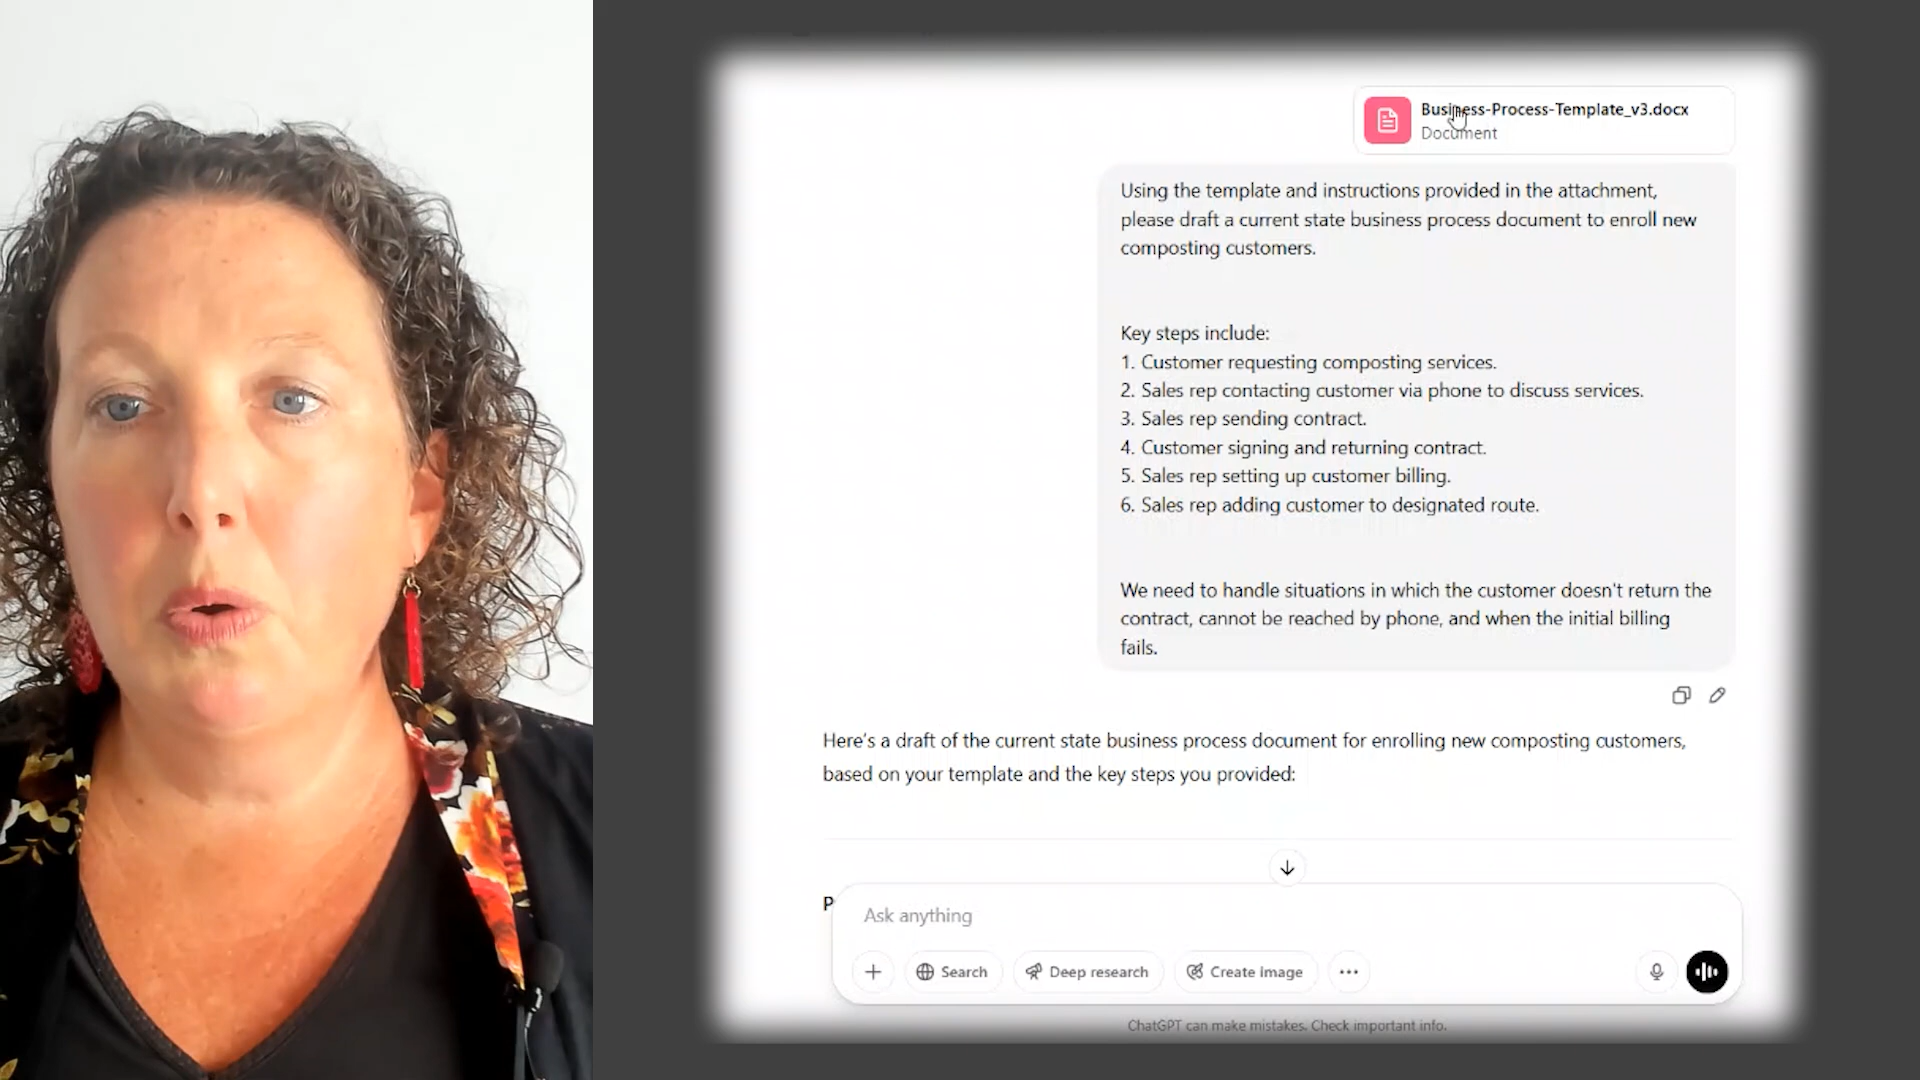 Business-Process-Template_v3.docx
Document
Using the template and instructions provided in the attachment,
please draft a current state business process document to enroll new
composting customers.
Key steps include:
1. Customer requesting composting services.
2. Sales rep contacting customer via phone to discuss services.
3. Sales rep sending contract.
4. Customer signing and returning contract.
5. Sales rep setting up customer billing.
6. Sales rep adding customer to designated route.
We need to handle situations in which the customer doesn't return the
contract, cannot be reached by phone, and when the initial billing
fails.
Here's a draft of the current state business process document for enrolling new composting customers,
based on your template and the key steps you provided:
P
Ask anything
Search
Deep research
Create image
ChatGPT can make mistakes. Check important info.